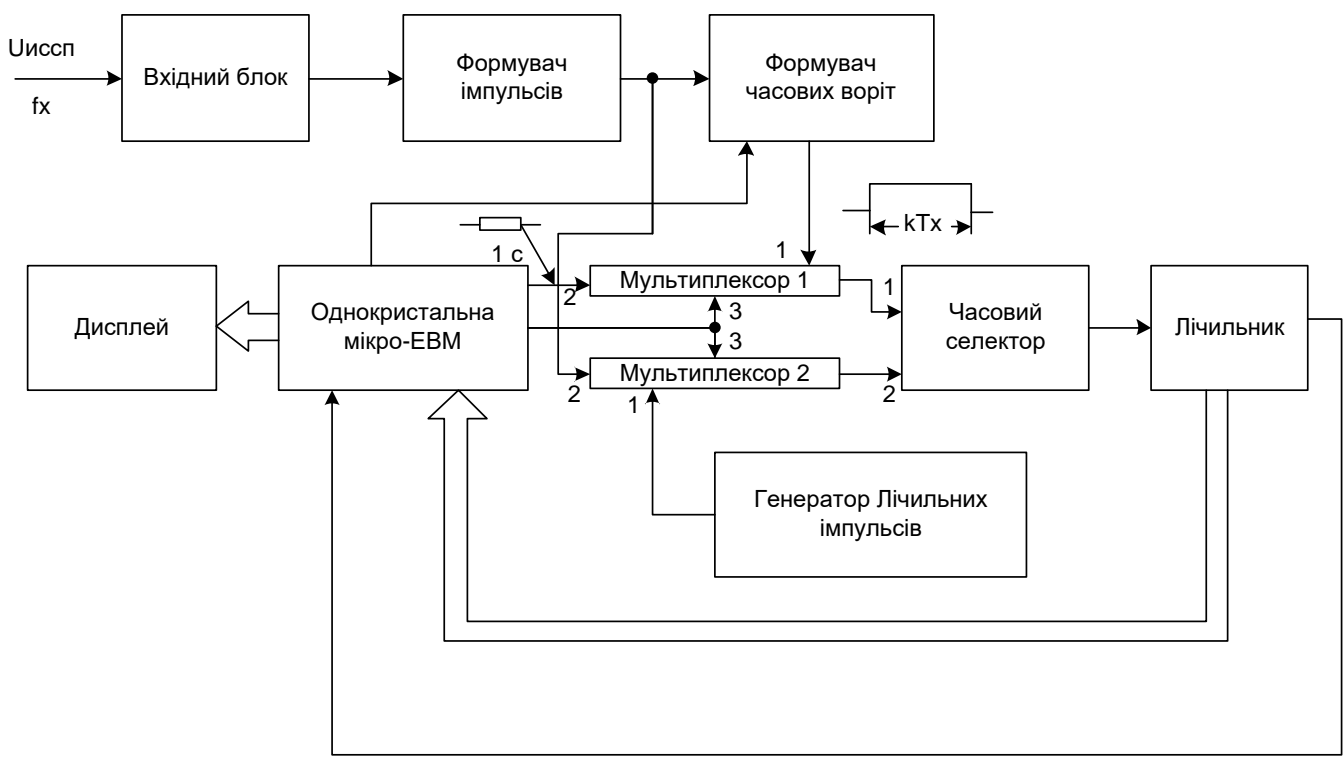 Uиссп
fx
Вхідний блок
Формувач
імпульсів
Формувач
часових воріт
kTx
1 с
1
2
Мультиплексор 1
3
3
Мультиплексор 2
2
1
1
2
Дисплей
Однокристальна
мікро-ЕВМ
Часовий
селектор
Лічильник
Генератор Лічильних
імпульсів